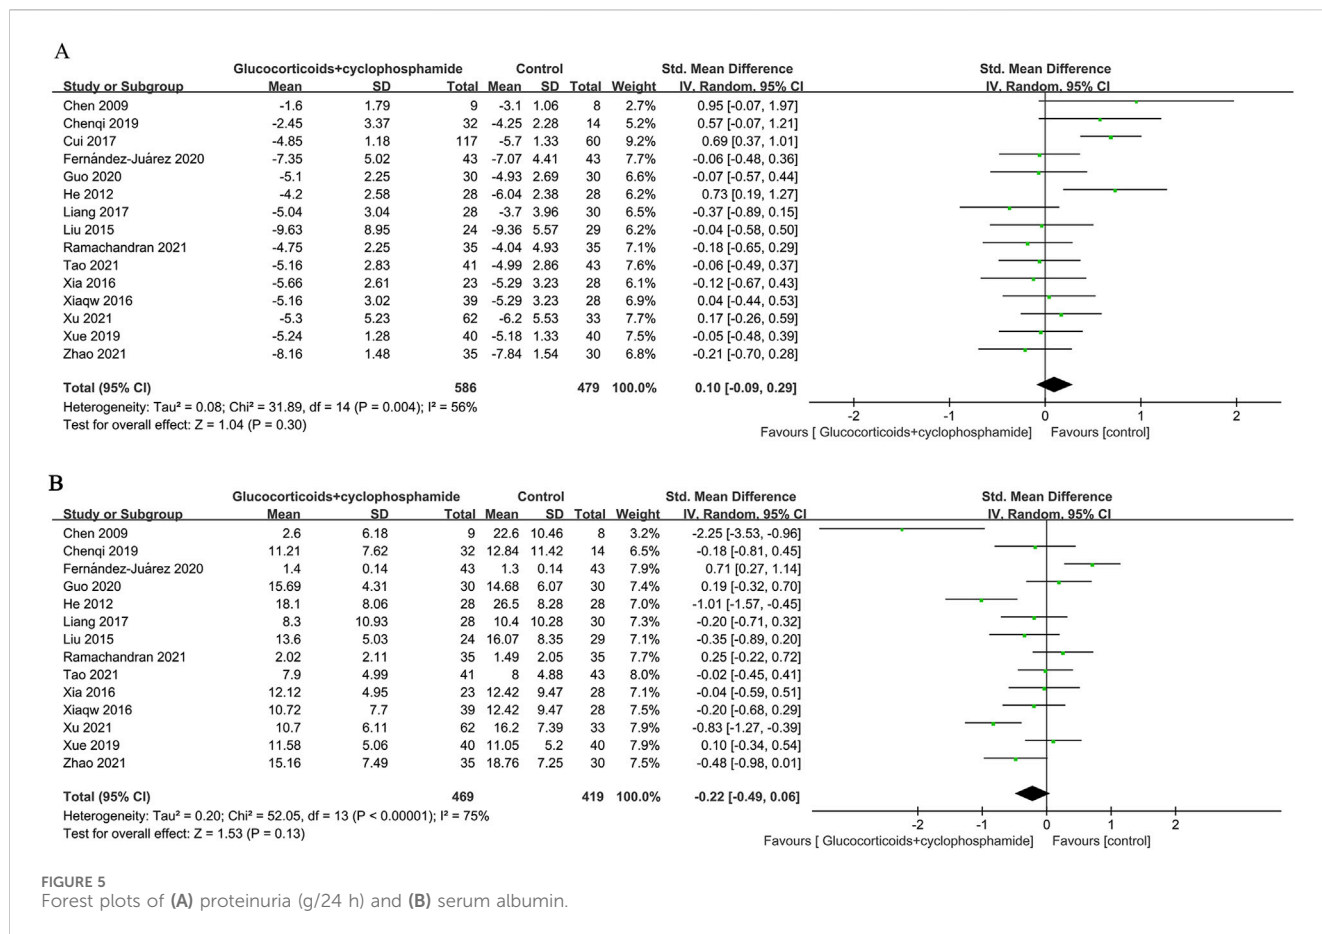 A
Glucocorticoids+cyclophosphamide Control Std. Mean Difference Std. Mean Difference
Study or Subgroup Mean SD Total Mean SD Total Weight IV, Random, 95% CI IV, Random, 95% CI
Chen 2009 -1.6 1.79 9 -3.1 1.06 8 2.7% 0.95 [-0.07, 1.97]
Chenqi 2019 -2.45 3.37 32 -4.25 2.28 14 5.2% 0.57 [-0.07, 1.21]
Cui 2017 -4.85 1.18 117 -5.7 1.33 60 9.2% 0.69 [0.37, 1.01]
Fernández-Juárez 2020 -7.35 5.02 43 -7.07 4.41 43 7.7% -0.06 [-0.48, 0.36]
Guo 2020 -5.1 2.25 30 -4.93 2.69 30 6.6% -0.07 [-0.57, 0.44]
He 2012 -4.2 2.58 28 -6.04 2.38 28 6.2% 0.73 [0.19, 1.27]
Liang 2017 -5.04 3.04 28 -3.7 3.96 30 6.5% -0.37 [-0.89, 0.15]
Liu 2015 -9.63 8.95 24 -9.36 5.57 29 6.2% -0.04 [-0.58, 0.50]
Ramachandran 2021 -4.75 2.25 35 -4.04 4.93 35 7.1% -0.18 [-0.65, 0.29]
Tao 2021 -5.16 2.83 41 -4.99 2.86 43 7.6% -0.06 [-0.49, 0.37]
Xia 2016 -5.66 2.61 23 -5.29 3.23 28 6.1% -0.12 [-0.67, 0.43]
Xiaqw 2016 -5.16 3.02 39 -5.29 3.23 28 6.9% 0.04 [-0.44, 0.53]
Xu 2021 -5.3 5.23 62 -6.2 5.53 33 7.7% 0.17 [-0.26, 0.59]
Xue 2019 -5.24 1.28 40 -5.18 1.33 40 7.5% -0.05 [-0.48, 0.39]
Zhao 2021 -8.16 1.48 35 -7.84 1.54 30 6.8% -0.21 [-0.70, 0.28]
Total (95% CI) 586 479 100.0% 0.10 [-0.09, 0.29]
Heterogeneity: Tau² = 0.08; Chi² = 31.89, df = 14 (P = 0.004); I² = 56%
Test for overall effect: Z = 1.04 (P = 0.30)
-2 -1 0 1 2
Favours [ Glucocorticoids+cyclophosphamide] Favours [control]
B
Glucocorticoids+cyclophosphamide Control Std. Mean Difference Std. Mean Difference
Study or Subgroup Mean SD Total Mean SD Total Weight IV, Random, 95% CI IV, Random, 95% CI
Chen 2009 2.6 6.18 9 22.6 10.46 8 3.2% -2.25 [-3.53, -0.96]
Chenqi 2019 11.21 7.62 32 12.84 11.42 14 6.5% -0.18 [-0.81, 0.45]
Fernández-Juárez 2020 1.4 0.14 43 1.3 0.14 43 7.9% 0.71 [0.27, 1.14]
Guo 2020 15.69 4.31 30 14.68 6.07 30 7.4% 0.19 [-0.32, 0.70]
He 2012 18.1 8.06 28 26.5 8.28 28 7.0% -1.01 [-1.57, -0.45]
Liang 2017 8.3 10.93 28 10.4 10.28 30 7.3% -0.20 [-0.71, 0.32]
Liu 2015 13.6 5.03 24 16.07 8.35 29 7.1% -0.35 [-0.89, 0.20]
Ramachandran 2021 2.02 2.11 35 1.49 2.05 35 7.7% 0.25 [-0.22, 0.72]
Tao 2021 7.9 4.99 41 8 4.88 43 8.0% -0.02 [-0.45, 0.41]
Xia 2016 12.12 4.95 23 12.42 9.47 28 7.1% -0.04 [-0.59, 0.51]
Xiaqw 2016 10.72 7.7 39 12.42 9.47 28 7.5% -0.20 [-0.68, 0.29]
Xu 2021 10.7 6.11 62 16.2 7.39 33 7.9% -0.83 [-1.27, -0.39]
Xue 2019 11.58 5.06 40 11.05 5.2 40 7.9% 0.10 [-0.34, 0.54]
Zhao 2021 15.16 7.49 35 18.76 7.25 30 7.5% -0.48 [-0.98, 0.01]
Total (95% CI) 469 419 100.0% -0.22 [-0.49, 0.06]
Heterogeneity: Tau² = 0.20; Chi² = 52.05, df = 13 (P < 0.00001); I² = 75%
Test for overall effect: Z = 1.53 (P = 0.13)
-2 -1 0 1 2
Favours [ Glucocorticoids+cyclophosphamide] Favours [control]
FIGURE 5
Forest plots of (A) proteinuria (g/24 h) and (B) serum albumin.